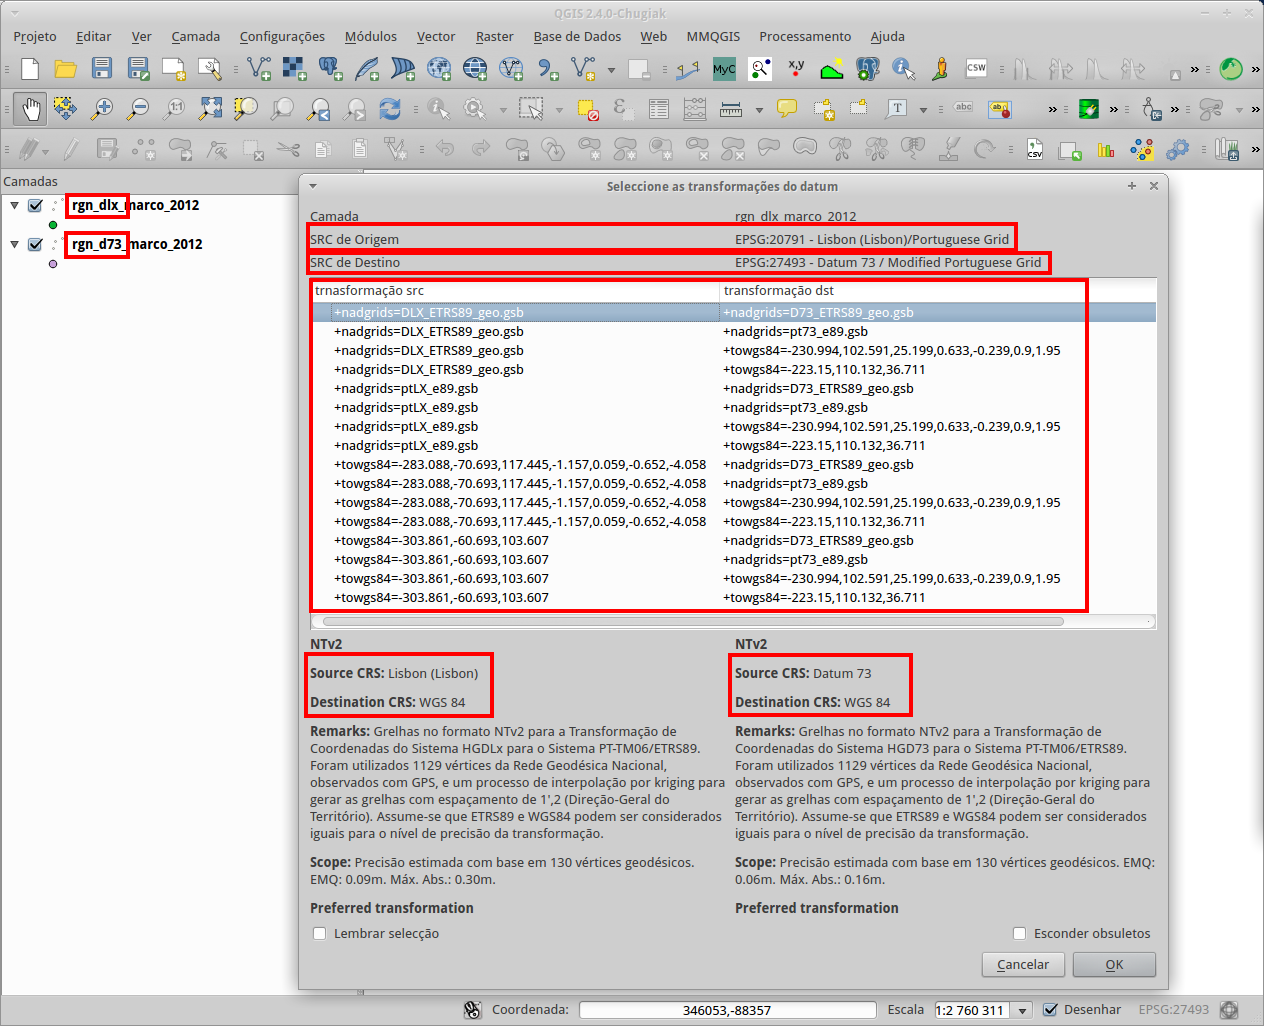 QGIS 2.4.0-Chugiak
Projeto Editar Ver Camada Configurações Módulos Vector Raster Base de Dados Web MMQGIS Processamento Ajuda
MyC x,y CSW
1:1 T abc ab
CSV
Camadas
rgn_dlx_marco_2012
rgn_d73_marco_2012
Seleccione as transformações do datum
Camada rgn_dlx_marco_2012
SRC de Origem EPSG:20791 - Lisbon (Lisbon)/Portuguese Grid
SRC de Destino EPSG:27493 - Datum 73 / Modified Portuguese Grid
trnasformação src transformação dst
+nadgrids=DLX_ETRS89_geo.gsb +nadgrids=D73_ETRS89_geo.gsb
+nadgrids=DLX_ETRS89_geo.gsb +nadgrids=pt73_e89.gsb
+nadgrids=DLX_ETRS89_geo.gsb +towgs84=-230.994,102.591,25.199,0.633,-0.239,0.9,1.95
+nadgrids=DLX_ETRS89_geo.gsb +towgs84=-223.15,110.132,36.711
+nadgrids=ptLX_e89.gsb +nadgrids=D73_ETRS89_geo.gsb
+nadgrids=ptLX_e89.gsb +nadgrids=pt73_e89.gsb
+nadgrids=ptLX_e89.gsb +towgs84=-230.994,102.591,25.199,0.633,-0.239,0.9,1.95
+nadgrids=ptLX_e89.gsb +towgs84=-223.15,110.132,36.711
+towgs84=-283.088,-70.693,117.445,-1.157,0.059,-0.652,-4.058 +nadgrids=D73_ETRS89_geo.gsb
+towgs84=-283.088,-70.693,117.445,-1.157,0.059,-0.652,-4.058 +nadgrids=pt73_e89.gsb
+towgs84=-283.088,-70.693,117.445,-1.157,0.059,-0.652,-4.058 +towgs84=-230.994,102.591,25.199,0.633,-0.239,0.9,1.95
+towgs84=-283.088,-70.693,117.445,-1.157,0.059,-0.652,-4.058 +towgs84=-223.15,110.132,36.711
+towgs84=-303.861,-60.693,103.607 +nadgrids=D73_ETRS89_geo.gsb
+towgs84=-303.861,-60.693,103.607 +nadgrids=pt73_e89.gsb
+towgs84=-303.861,-60.693,103.607 +towgs84=-230.994,102.591,25.199,0.633,-0.239,0.9,1.95
+towgs84=-303.861,-60.693,103.607 +towgs84=-223.15,110.132,36.711
NTv2
Source CRS: Lisbon (Lisbon)
Destination CRS: WGS 84
Remarks: Grelhas no formato NTv2 para a Transformação de
Coordenadas do Sistema HGDLx para o Sistema PT-TM06/ETRS89.
Foram utilizados 1129 vértices da Rede Geodésica Nacional,
observados com GPS, e um processo de interpolação por kriging para
gerar as grelhas com espaçamento de 1',2 (Direção-Geral do
Território). Assume-se que ETRS89 e WGS84 podem ser considerados
iguais para o nível de precisão da transformação.
Scope: Precisão estimada com base em 130 vértices geodésicos.
EMQ: 0.09m. Máx. Abs.: 0.30m.
Preferred transformation
NTv2
Source CRS: Datum 73
Destination CRS: WGS 84
Remarks: Grelhas no formato NTv2 para a Transformação de
Coordenadas do Sistema HGD73 para o Sistema PT-TM06/ETRS89.
Foram utilizados 1129 vértices da Rede Geodésica Nacional,
observados com GPS, e um processo de interpolação por kriging para
gerar as grelhas com espaçamento de 1',2 (Direção-Geral do
Território). Assume-se que ETRS89 e WGS84 podem ser considerados
iguais para o nível de precisão da transformação.
Scope: Precisão estimada com base em 130 vértices geodésicos. EMQ:
0.06m. Máx. Abs.: 0.16m.
Preferred transformation
Lembrar selecção Esconder obsuletos
Cancelar OK
Coordenada: 346053,-88357 Escala 1:2 760 311 Desenhar EPSG:27493